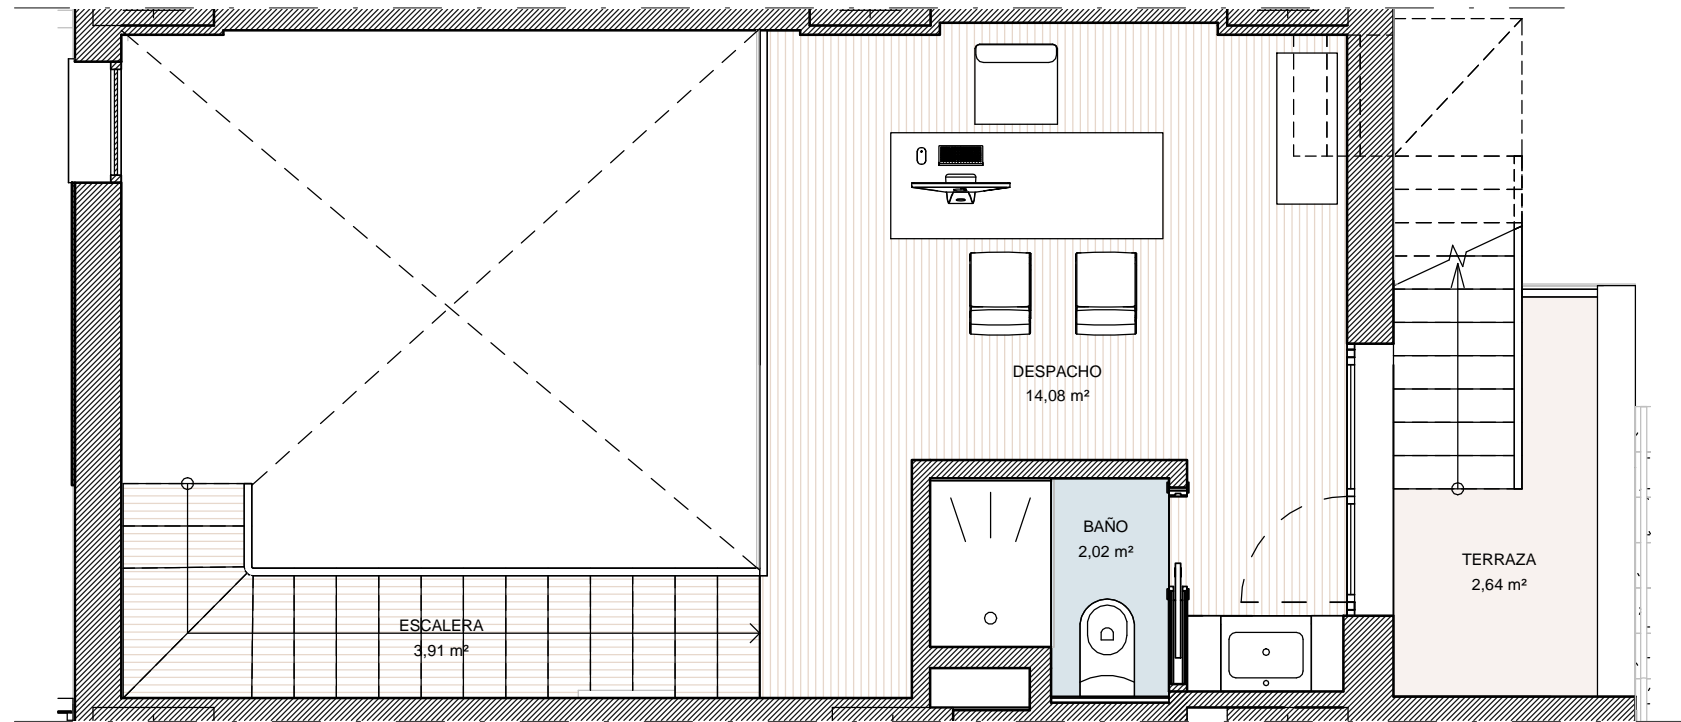 DESPACHO
14,08 m²
BAÑO
2,02 m²
TERRAZA
2,64 m²
ESCALERA
3,91 m²